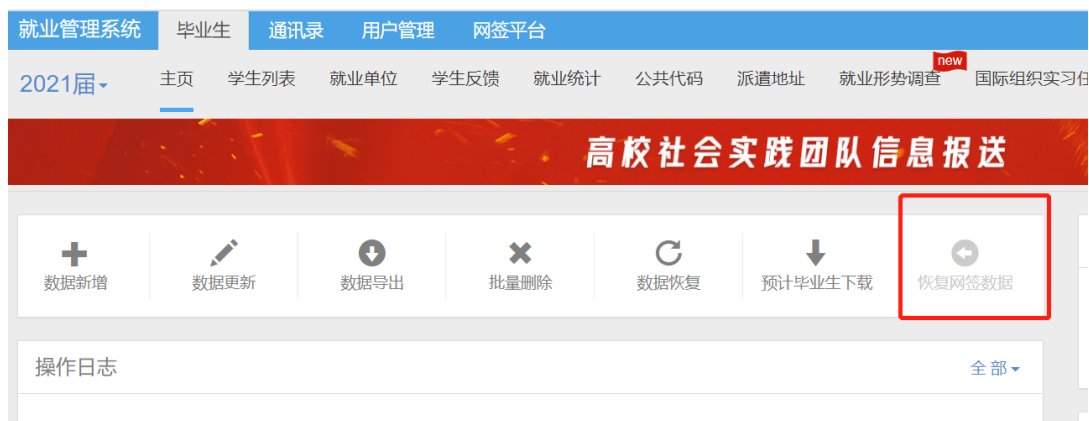 就业管理系统 毕业生 通讯录 用户管理 网签平台
2021届 主页 学生列表 就业单位 学生反馈 就业统计 公共代码 派遣地址 就业形势调查 new 国际组织实习任
高校社会实践团队信息报送
数据新增 数据更新 数据导出 批量删除 数据恢复 预计毕业生下载 恢复网签数据
操作日志 全部